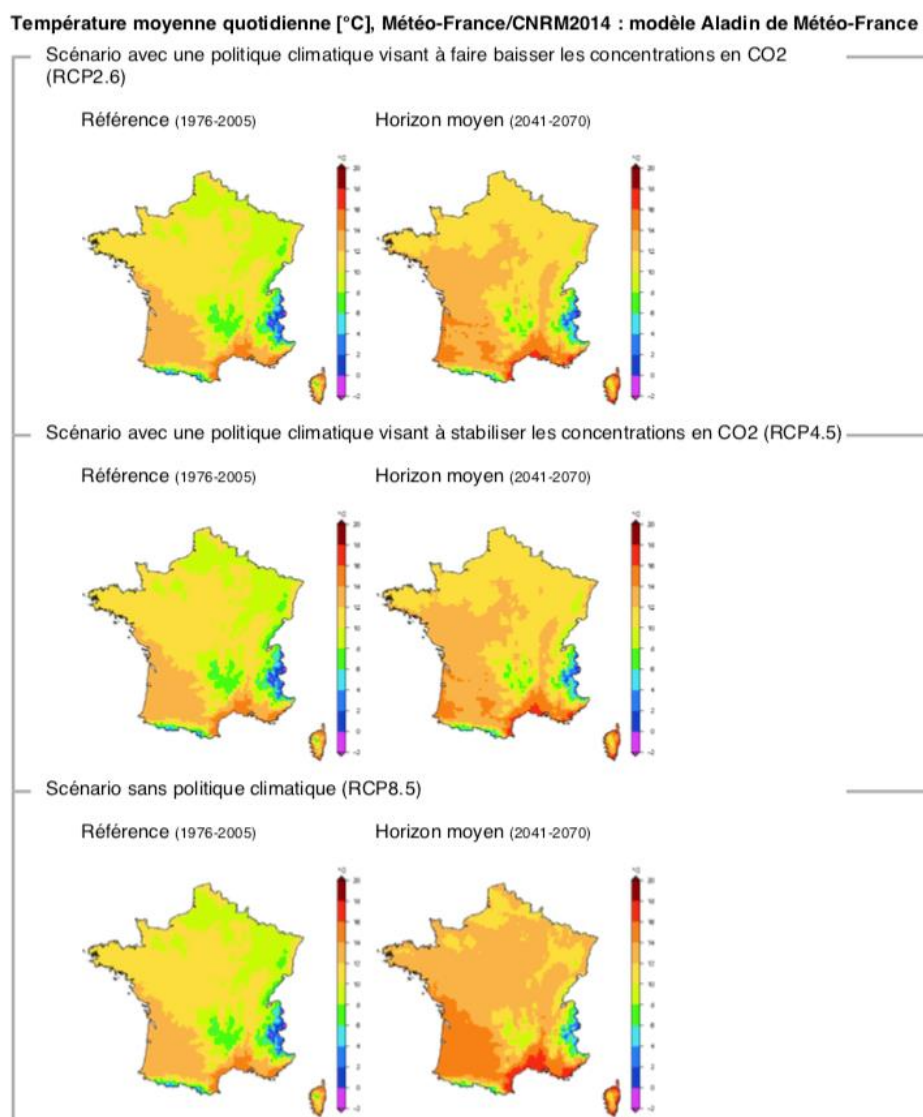 Température moyenne quotidienne [°C], Météo-France/CNRM2014 : modèle Aladin de Météo-France
Scénario avec une politique climatique visant à faire baisser les concentrations en CO2
(RCP2.6)
Référence (1976-2005)
Horizon moyen (2041-2070)
Scénario avec une politique climatique visant à stabiliser les concentrations en CO2 (RCP4.5)
Référence (1976-2005)
Horizon moyen (2041-2070)
Scénario sans politique climatique (RCP8.5)
Référence (1976-2005)
Horizon moyen (2041-2070)